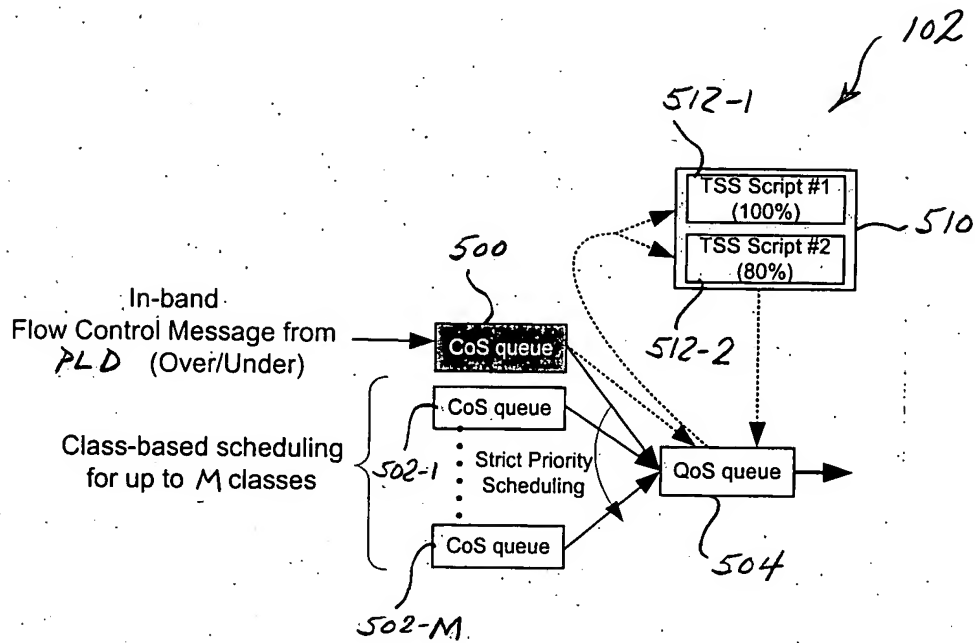 102
512-1
TSS Script #1
(100%)
510
TSS Script #2
(80%)
500
In-band
Flow Control Message from
PLD (Over/Under)
CoS queue
512-2
CoS queue
Class-based scheduling
for up to M classes
502-1
Strict Priority
Scheduling
QoS queue
CoS queue
504
502-M